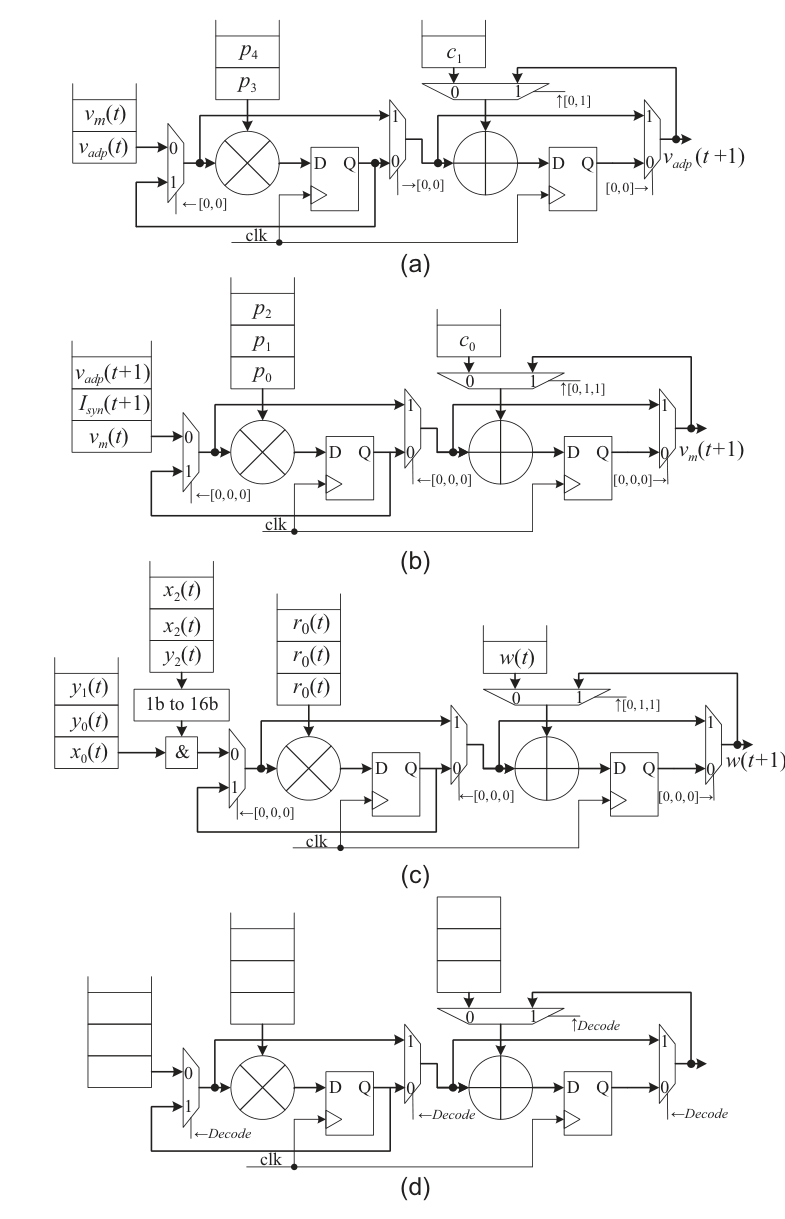 p₄
p₃
c₁
vₘ(t)
v_adp(t)
0
1
1
0
0
1
1
0
D
Q
D
Q
↑[0,1]
←[0,0]
→[0,0]
[0,0]→
v_adp(t+1)
clk
(a)
p₂
p₁
p₀
c₀
v_adp(t+1)
I_syn(t+1)
vₘ(t)
0
1
1
0
0
1
1
0
D
Q
D
Q
↑[0,1,1]
←[0,0,0]
←[0,0,0]
[0,0,0]→
vₘ(t+1)
clk
(b)
x₂(t)
x₂(t)
y₂(t)
r₀(t)
r₀(t)
r₀(t)
w(t)
y₁(t)
y₀(t)
x₀(t)
1b to 16b
&
0
1
1
0
0
1
1
0
D
Q
D
Q
↑[0,1,1]
←[0,0,0]
←[0,0,0]
[0,0,0]→
w(t+1)
clk
(c)
0
1
1
0
0
1
1
0
D
Q
D
Q
↑Decode
←Decode
←Decode
←Decode
clk
(d)